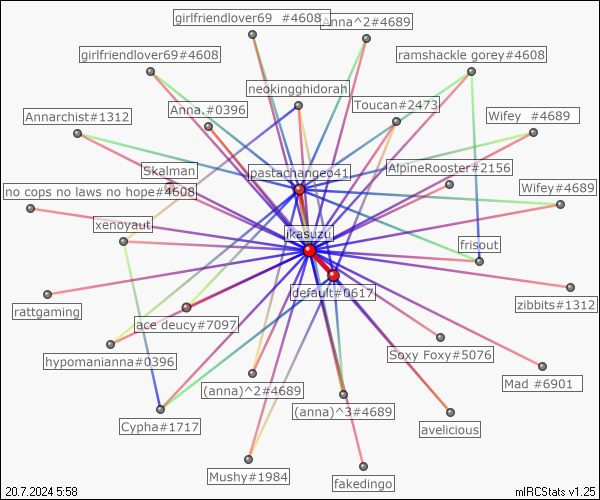 girlfriendlover69  #4608
Anna^2#4689
girlfriendlover69#4608
ramshackle gorey#4608
neokingghidorah
Anna.#0396
Toucan#2473
Annarchist#1312
Wifey  #4689
Skalman
pastachangeo41
AlpineRooster#2156
no cops no laws no hope#4608
Wifey#4689
xenoyaut
ikasuzu
frisout
default#0617
rattgaming
zibbits#1312
ace deucy#7097
hypomanianna#0396
Soxy Foxy#5076
(anna)^2#4689
Mad #6901
(anna)^3#4689
Cypha#1717
avelicious
Mushy#1984
fakedingo
20.7.2024 5:58
mIRCStats v1.25